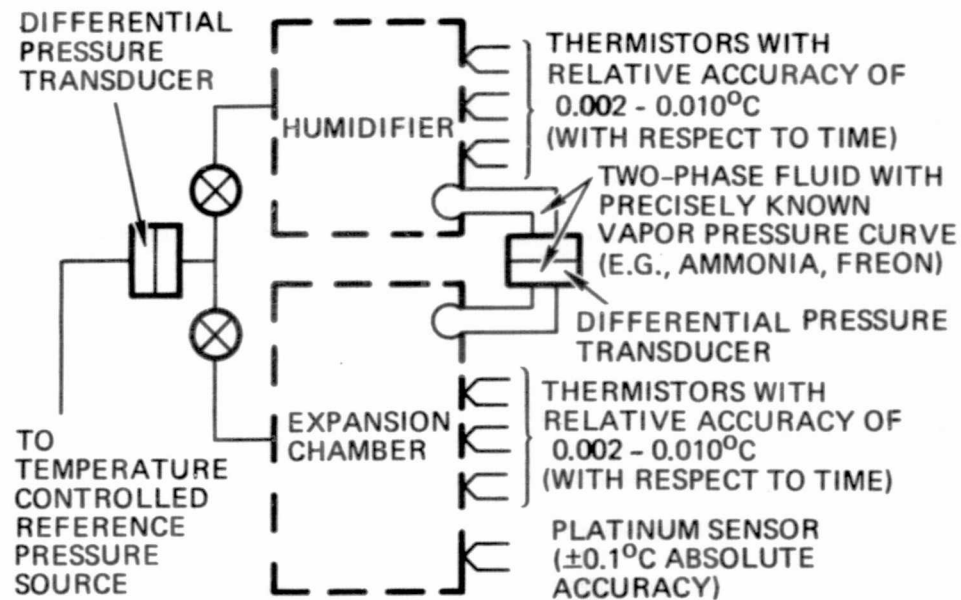 DIFFERENTIAL
PRESSURE
TRANSDUCER
HUMIDIFIER
THERMISTORS WITH
RELATIVE ACCURACY OF
0.002 - 0.010°C
(WITH RESPECT TO TIME)
TWO-PHASE FLUID WITH
PRECISELY KNOWN
VAPOR PRESSURE CURVE
(E.G., AMMONIA, FREON)
DIFFERENTIAL PRESSURE
TRANSDUCER
EXPANSION
CHAMBER
THERMISTORS WITH
RELATIVE ACCURACY OF
0.002 - 0.010°C
(WITH RESPECT TO TIME)
TO
TEMPERATURE
CONTROLLED
REFERENCE
PRESSURE
SOURCE
PLATINUM SENSOR
(±0.1°C ABSOLUTE
ACCURACY)